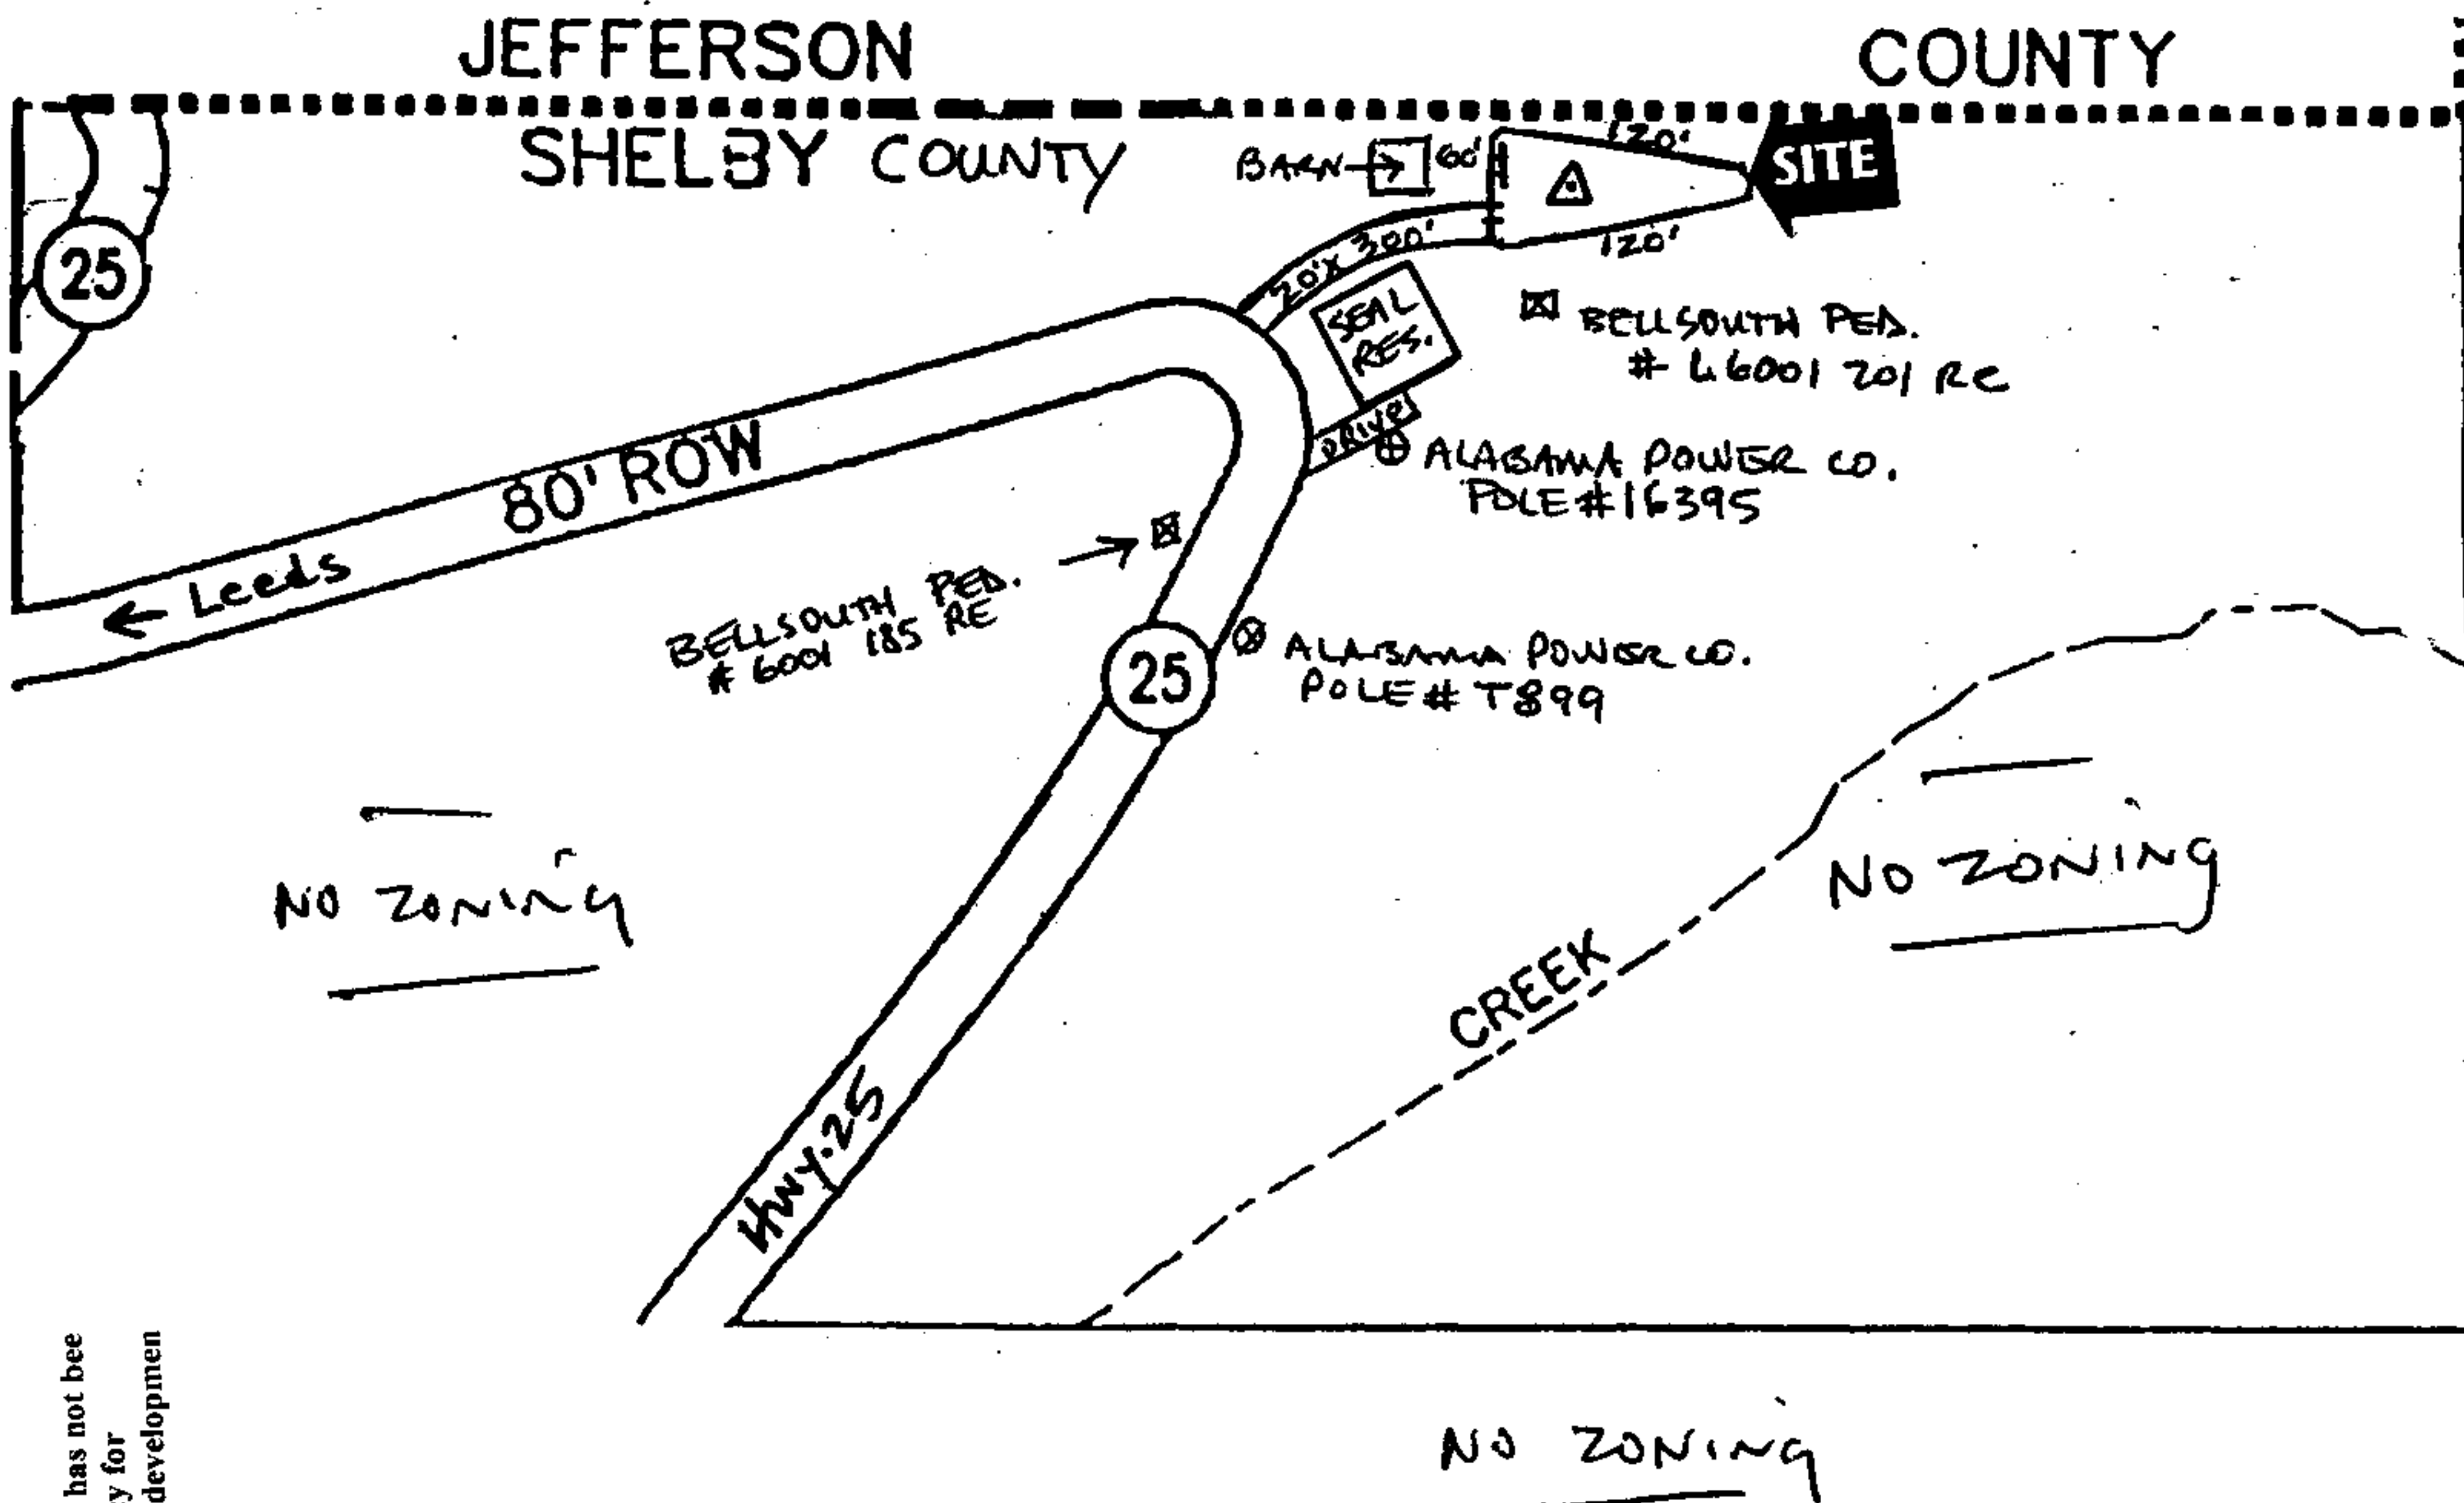 JEFFERSON COUNTY
SHELBY COUNTY
BARN
60'
120'
SITE
120'
20' X 300'
25
SEAL
RES.
BELLSOUTH PED.
# L6001 201 RE
DRIVE
ALABAMA POWER CO.
POLE #16395
80' ROW
Leeds
BELLSOUTH PED.
# 6001 185 RE
25
ALABAMA POWER CO.
POLE # T899
NO ZONING
NO ZONING
CREEK
HWY.25
has not bee
y for
developmen
NO ZONING